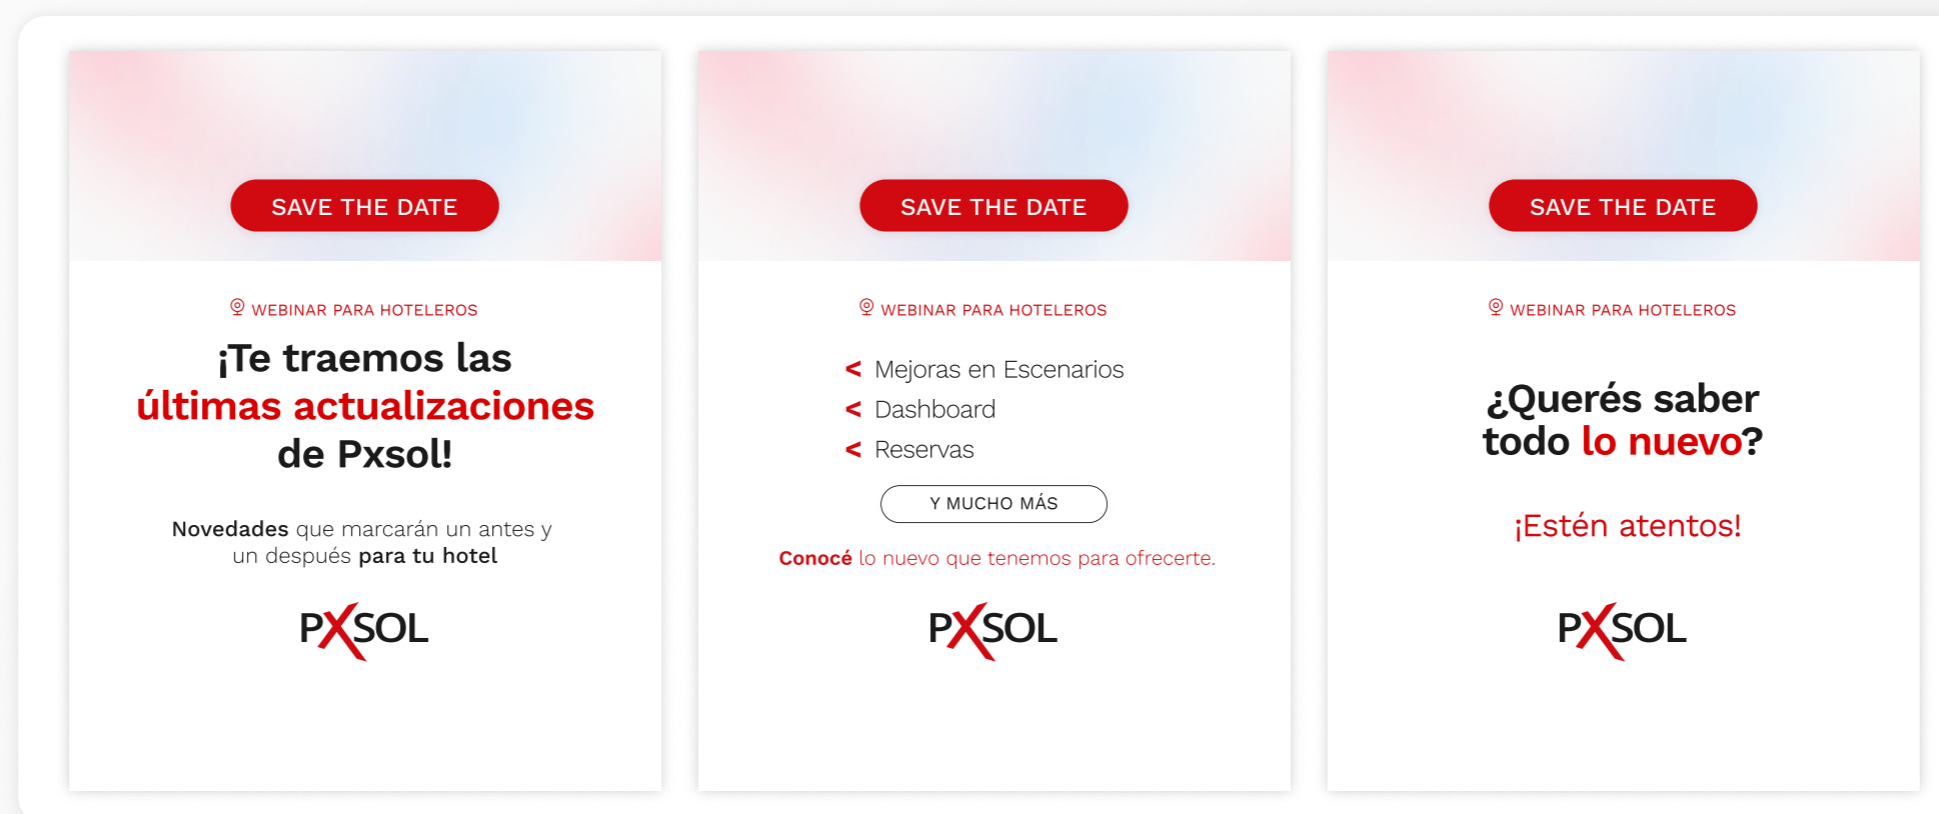 SAVE THE DATE
WEBINAR PARA HOTELEROS
¡Te traemos las
últimas actualizaciones
de Pxsol!
Novedades que marcarán un antes y
un después para tu hotel
PXSOL
SAVE THE DATE
WEBINAR PARA HOTELEROS
< Mejoras en Escenarios
< Dashboard
< Reservas
Y MUCHO MÁS
Conocé lo nuevo que tenemos para ofrecerte.
PXSOL
SAVE THE DATE
WEBINAR PARA HOTELEROS
¿Querés saber
todo lo nuevo?
¡Estén atentos!
PXSOL